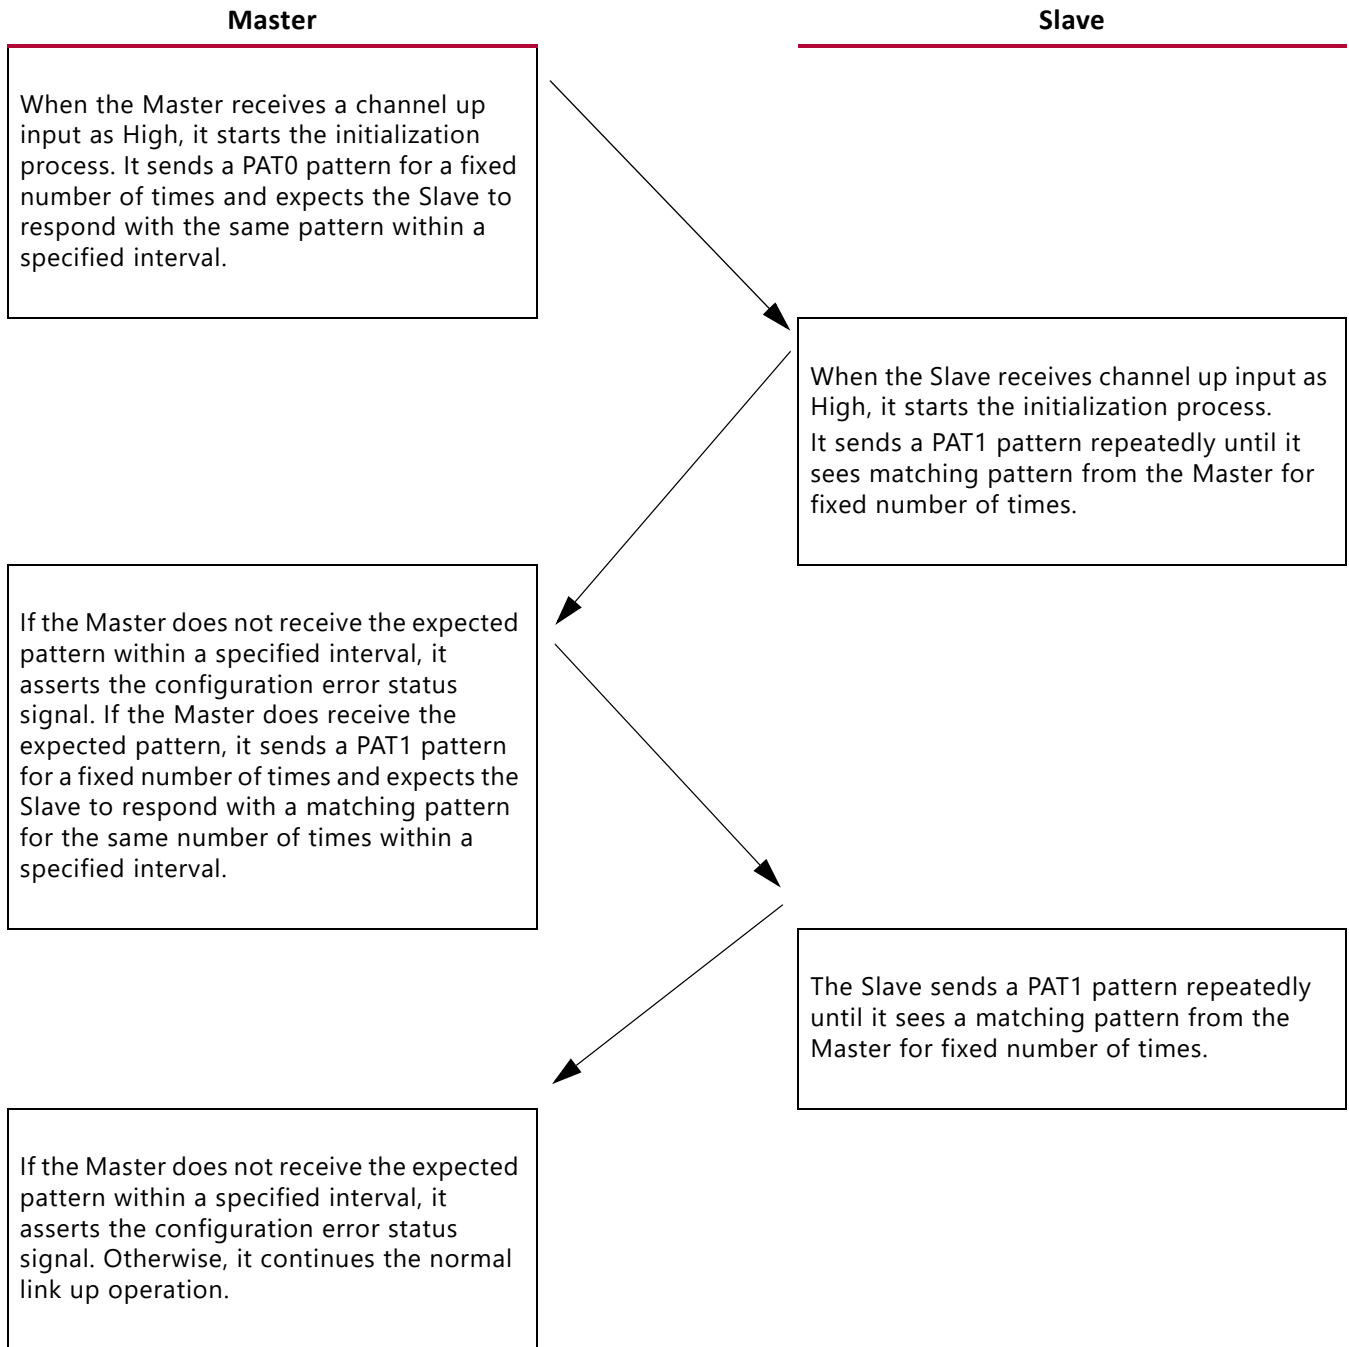 Master
Slave
When the Master receives a channel up
input as High, it starts the initialization
process. It sends a PAT0 pattern for a fixed
number of times and expects the Slave to
respond with the same pattern within a
specified interval.
When the Slave receives channel up input as
High, it starts the initialization process.
It sends a PAT1 pattern repeatedly until it
sees matching pattern from the Master for
fixed number of times.
If the Master does not receive the expected
pattern within a specified interval, it
asserts the configuration error status
signal. If the Master does receive the
expected pattern, it sends a PAT1 pattern
for a fixed number of times and expects the
Slave to respond with a matching pattern
for the same number of times within a
specified interval.
The Slave sends a PAT1 pattern repeatedly
until it sees a matching pattern from the
Master for fixed number of times.
If the Master does not receive the expected
pattern within a specified interval, it
asserts the configuration error status
signal. Otherwise, it continues the normal
link up operation.